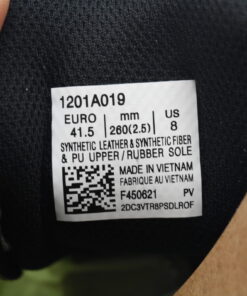 1201A019
EURO mm US
41.5 260(2.5) 8
SYNTHETIC LEATHER & SYNTHETIC FIBER
& PU UPPER/RUBBER SOLE
MADE IN VIETNAM
FABRIQUE AU VIETNAM
F450621 PV
2DC3VTR8PSDLROF